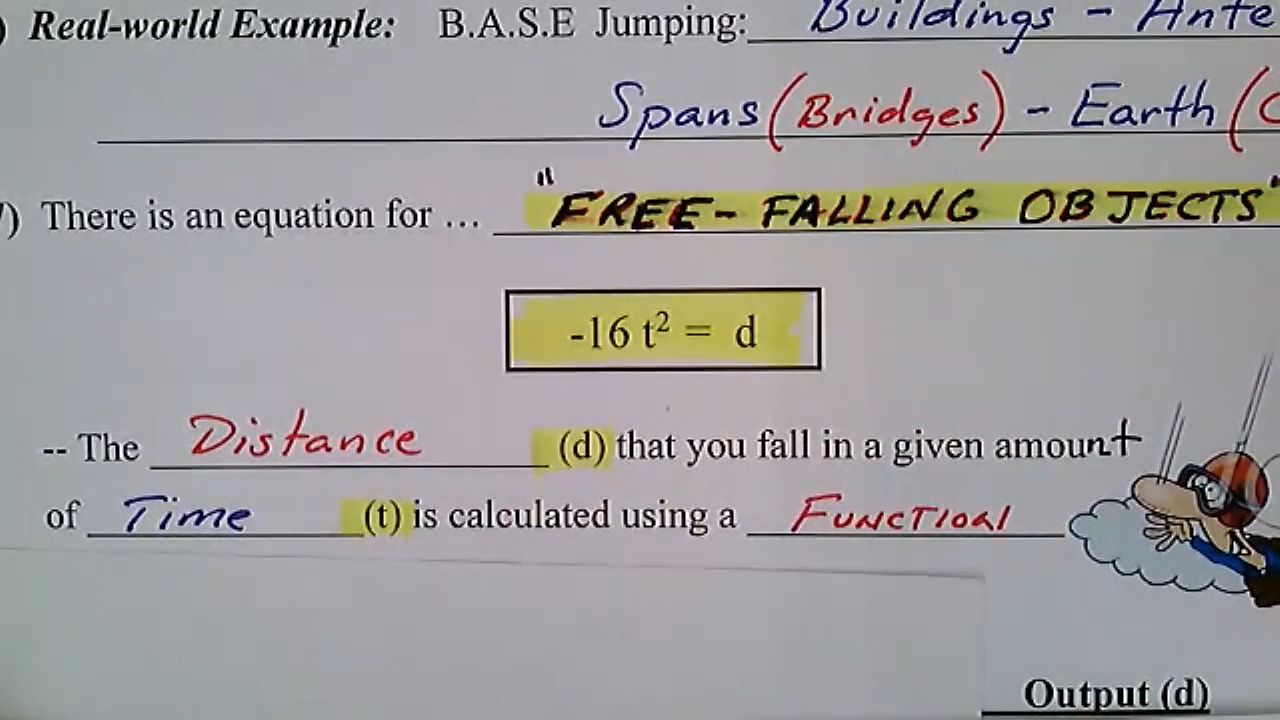 ) Real-world Example: B.A.S.E Jumping: Buildings - Ante
Spans (Bridges) - Earth (C
) There is an equation for ... "FREE-FALLING OBJECTS"
-16 t² = d
-- The Distance (d) that you fall in a given amount
of Time (t) is calculated using a Function
Output (d)